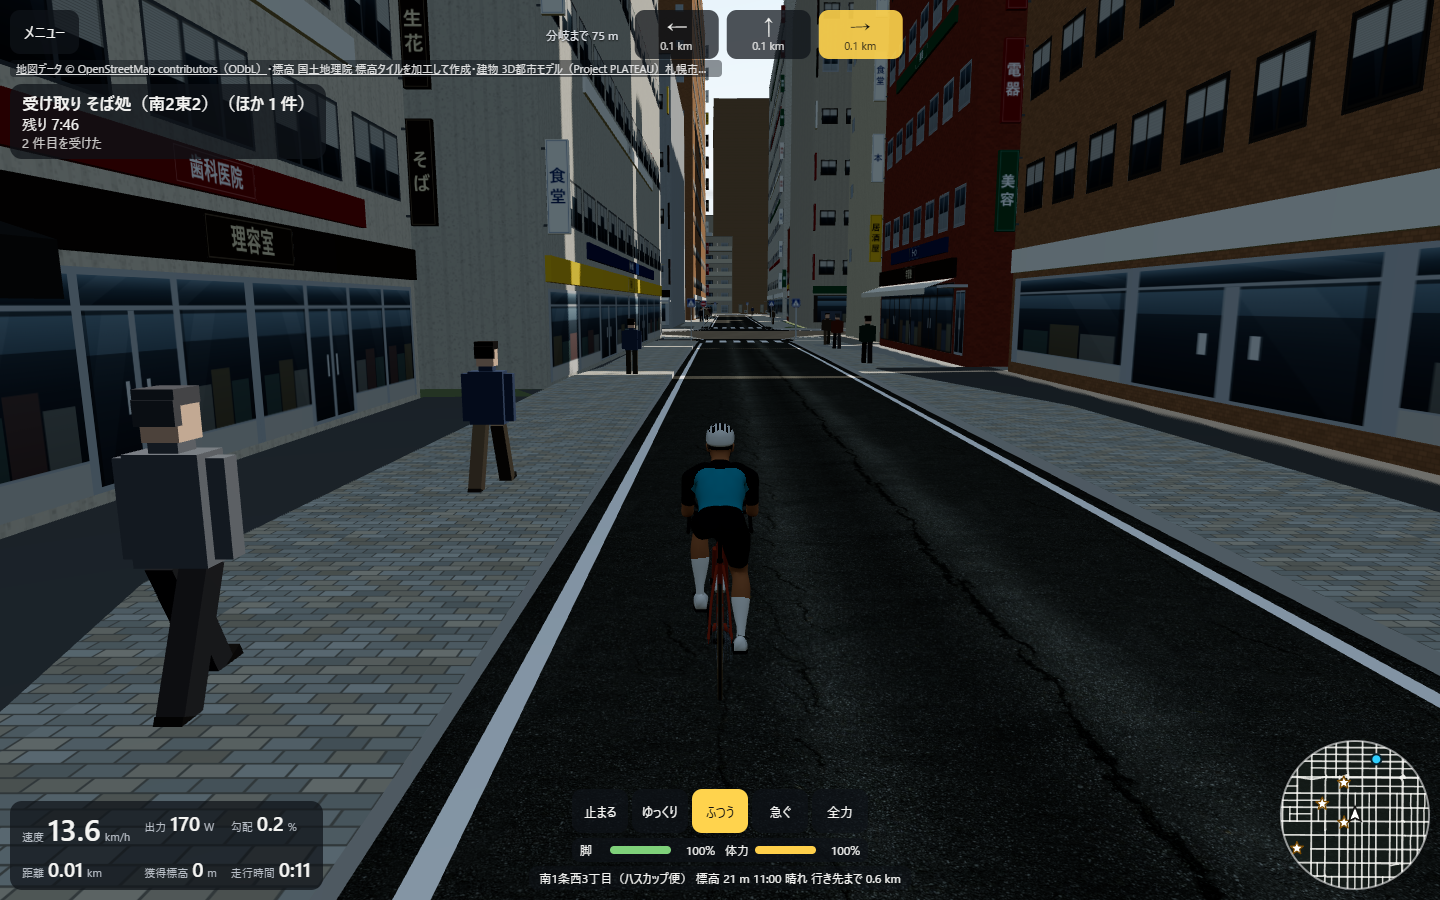 メニュー
分岐まで 75 m
←
0.1 km
↑
0.1 km
→
0.1 km
地図データ © OpenStreetMap contributors（ODbL）・標高 国土地理院 標高タイルを加工して作成・建物 3D都市モデル（Project PLATEAU）札幌市...
受け取り そば処（南2東2）（ほか 1 件）
残り 7:46
2 件目を受けた
生花
そば
歯科医院
理容室
食堂
食堂
本
居酒屋
電器
美容
速度 13.6 km/h
出力 170 W
勾配 0.2 %
距離 0.01 km
獲得標高 0 m
走行時間 0:11
止まる
ゆっくり
ふつう
急ぐ
全力
脚 100%
体力 100%
南1条西3丁目（ハスカップ便） 標高 21 m 11:00 晴れ 行き先まで 0.6 km